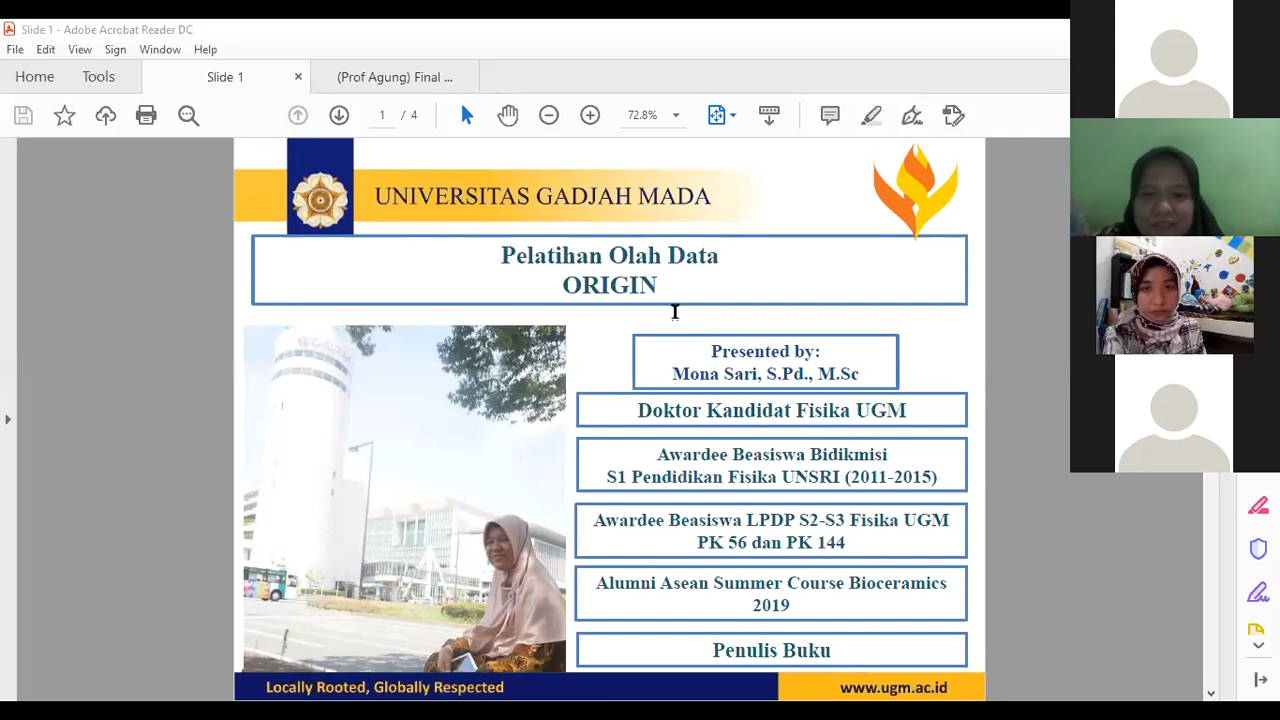 Slide 1 - Adobe Acrobat Reader DC
File Edit View Sign Window Help
Home Tools Slide 1 × (Prof Agung) Final ...
1 / 4 72.8%
UNIVERSITAS GADJAH MADA
Pelatihan Olah Data
ORIGIN
Presented by:
Mona Sari, S.Pd., M.Sc
Doktor Kandidat Fisika UGM
Awardee Beasiswa Bidikmisi
S1 Pendidikan Fisika UNSRI (2011-2015)
Awardee Beasiswa LPDP S2-S3 Fisika UGM
PK 56 dan PK 144
Alumni Asean Summer Course Bioceramics
2019
Penulis Buku
Locally Rooted, Globally Respected
www.ugm.ac.id